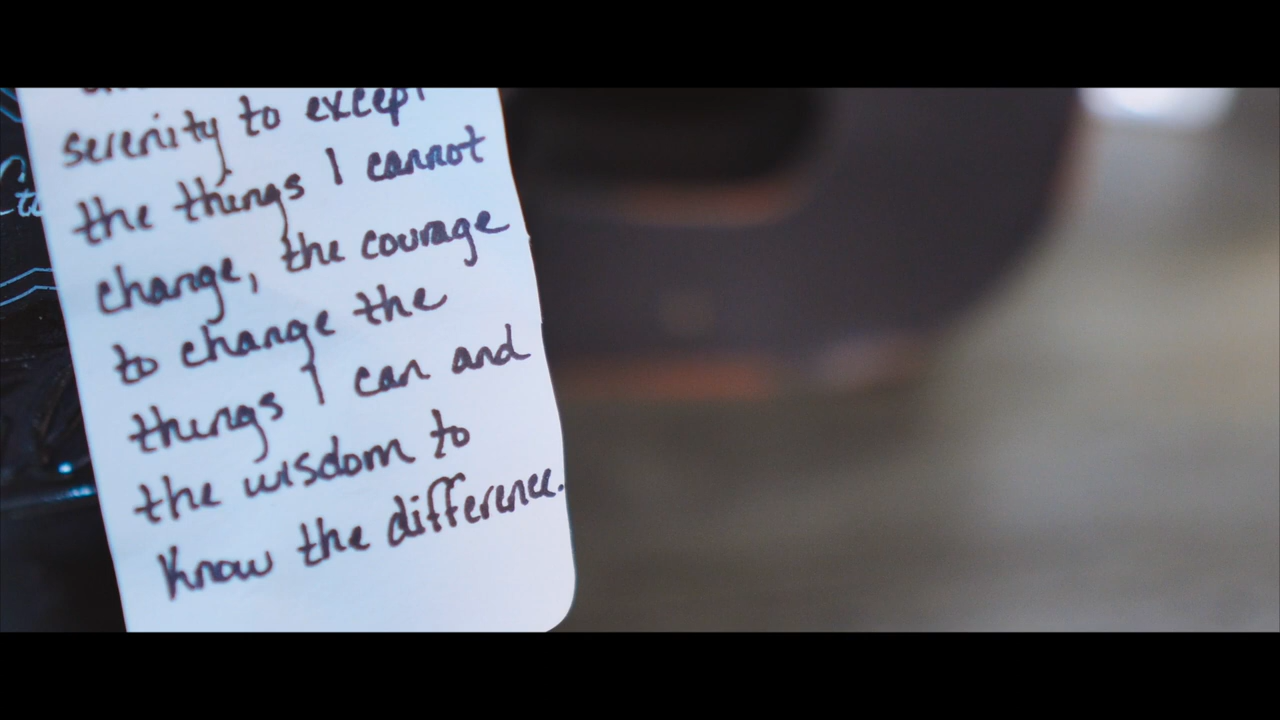 serenity to except
the things I cannot
change, the courage
to change the
things I can and
the wisdom to
Know the difference.